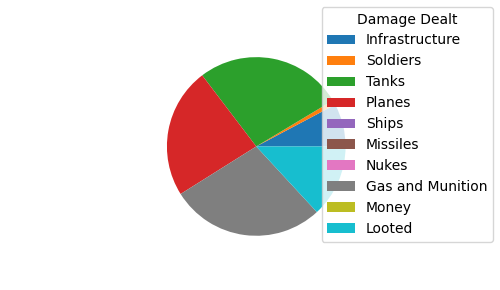 Damage Dealt
Infrastructure
Soldiers
Tanks
Planes
Ships
Missiles
Nukes
Gas and Munition
Money
Looted